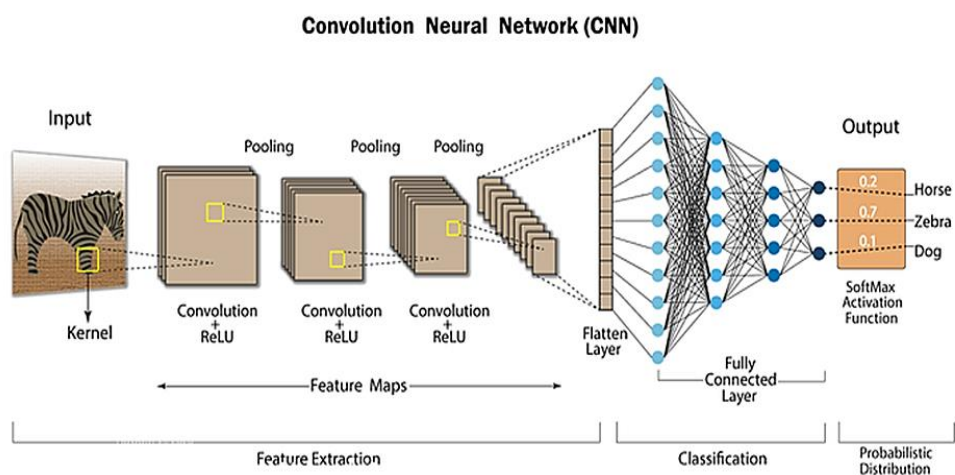 Convolution Neural Network (CNN)
Input
Kernel
Pooling
Pooling
Pooling
Convolution
+
ReLU
Convolution
+
ReLU
Convolution
+
ReLU
Feature Maps
Flatten
Layer
Fully
Connected
Layer
Output
0.2
Horse
0.7
Zebra
0.1
Dog
SoftMax
Activation
Function
Feature Extraction
Classification
Probabilistic
Distribution